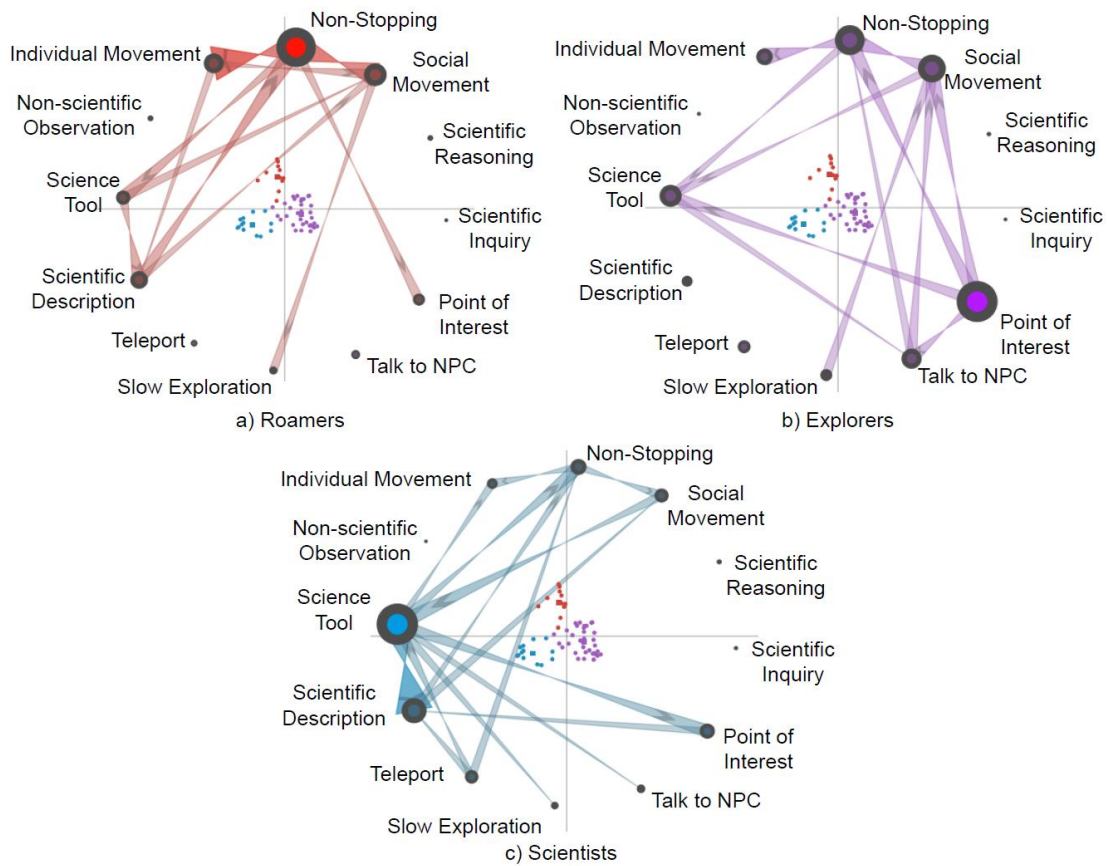 Non-Stopping
Individual Movement
Social
Movement
Non-scientific
Observation
Scientific
Reasoning
Science
Tool
Scientific
Inquiry
Scientific
Description
Point of
Interest
Teleport
Talk to NPC
Slow Exploration
a) Roamers
Non-Stopping
Individual Movement
Social
Movement
Non-scientific
Observation
Scientific
Reasoning
Science
Tool
Scientific
Inquiry
Scientific
Description
Point of
Interest
Teleport
Talk to NPC
Slow Exploration
b) Explorers
Non-Stopping
Individual Movement
Social
Movement
Non-scientific
Observation
Scientific
Reasoning
Science
Tool
Scientific
Inquiry
Scientific
Description
Point of
Interest
Teleport
Talk to NPC
Slow Exploration
c) Scientists